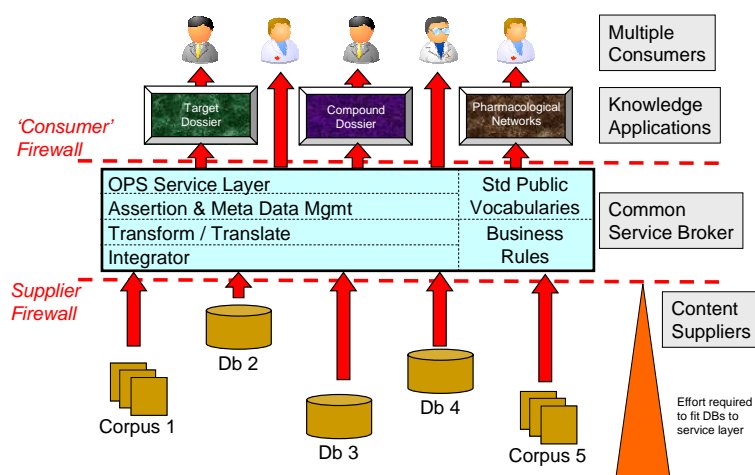 Multiple
Consumers
Target
Dossier
Compound
Dossier
Pharmacological
Networks
Knowledge
Applications
'Consumer'
Firewall
OPS Service Layer
Assertion & Meta Data Mgmt
Transform / Translate
Integrator
Std Public
Vocabularies
Business
Rules
Common
Service Broker
Supplier
Firewall
Content
Suppliers
Db 2
Corpus 1
Db 3
Db 4
Corpus 5
Effort required
to fit DBs to
service layer